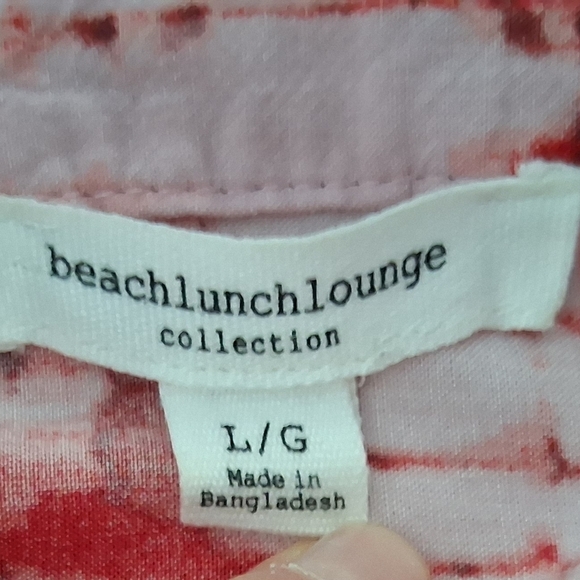 beachlunchlounge
collection
L/G
Made in
Bangladesh